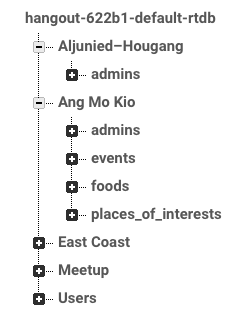 hangout-622b1-default-rtdb
Aljunied–Hougang
admins
Ang Mo Kio
admins
events
foods
places_of_interests
East Coast
Meetup
Users